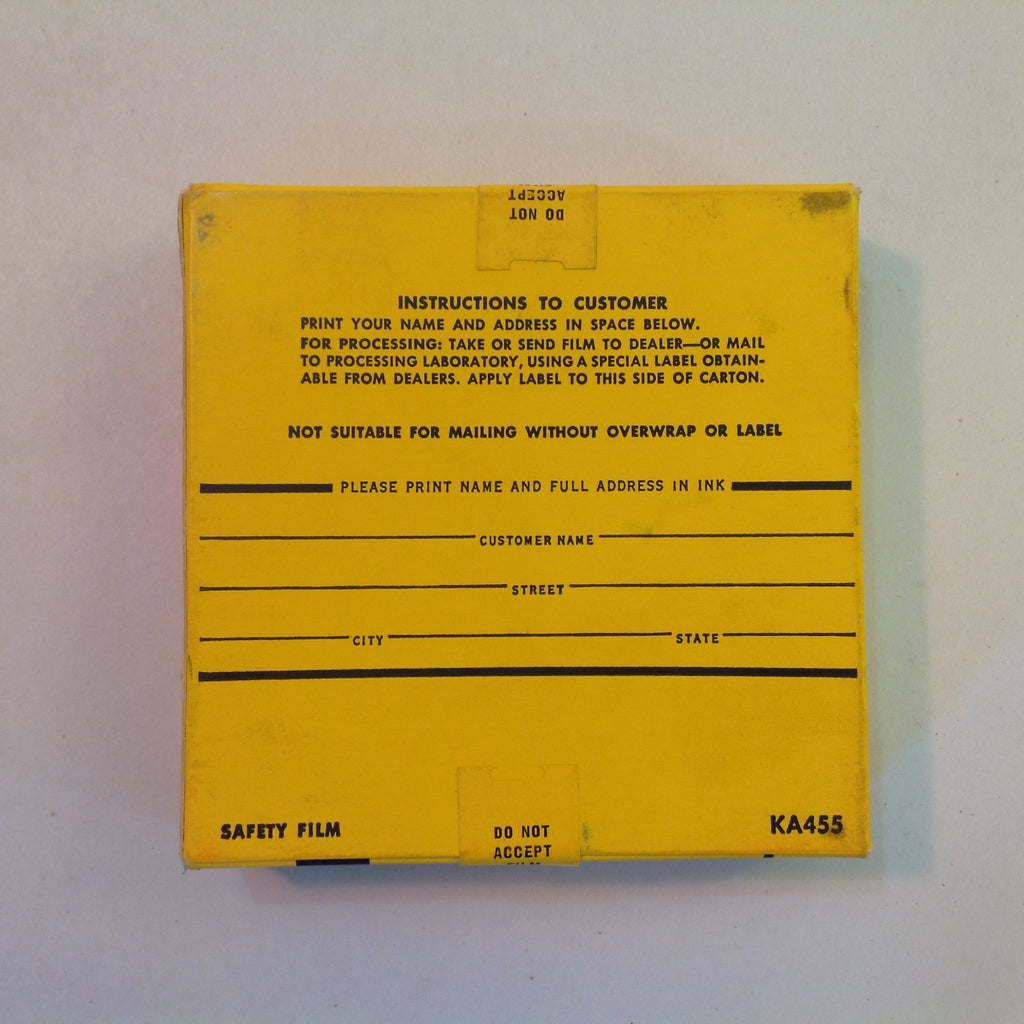 ACCEPT
DO NOT
INSTRUCTIONS TO CUSTOMER
PRINT YOUR NAME AND ADDRESS IN SPACE BELOW.
FOR PROCESSING: TAKE OR SEND FILM TO DEALER—OR MAIL
TO PROCESSING LABORATORY, USING A SPECIAL LABEL OBTAIN-
ABLE FROM DEALERS. APPLY LABEL TO THIS SIDE OF CARTON.
NOT SUITABLE FOR MAILING WITHOUT OVERWRAP OR LABEL
PLEASE PRINT NAME AND FULL ADDRESS IN INK
CUSTOMER NAME
STREET
CITY STATE
SAFETY FILM KA455
DO NOT
ACCEPT